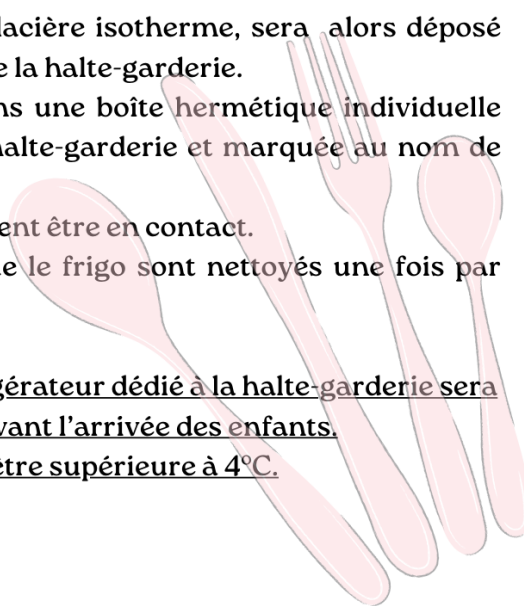 lacière isotherme, sera alors déposé
e la halte-garderie.
ns une boîte hermétique individuelle
halte-garderie et marquée au nom de
ent être en contact.
e le frigo sont nettoyés une fois par
gérateur dédié à la halte-garderie sera
vant l’arrivée des enfants.
être supérieure à 4°C.